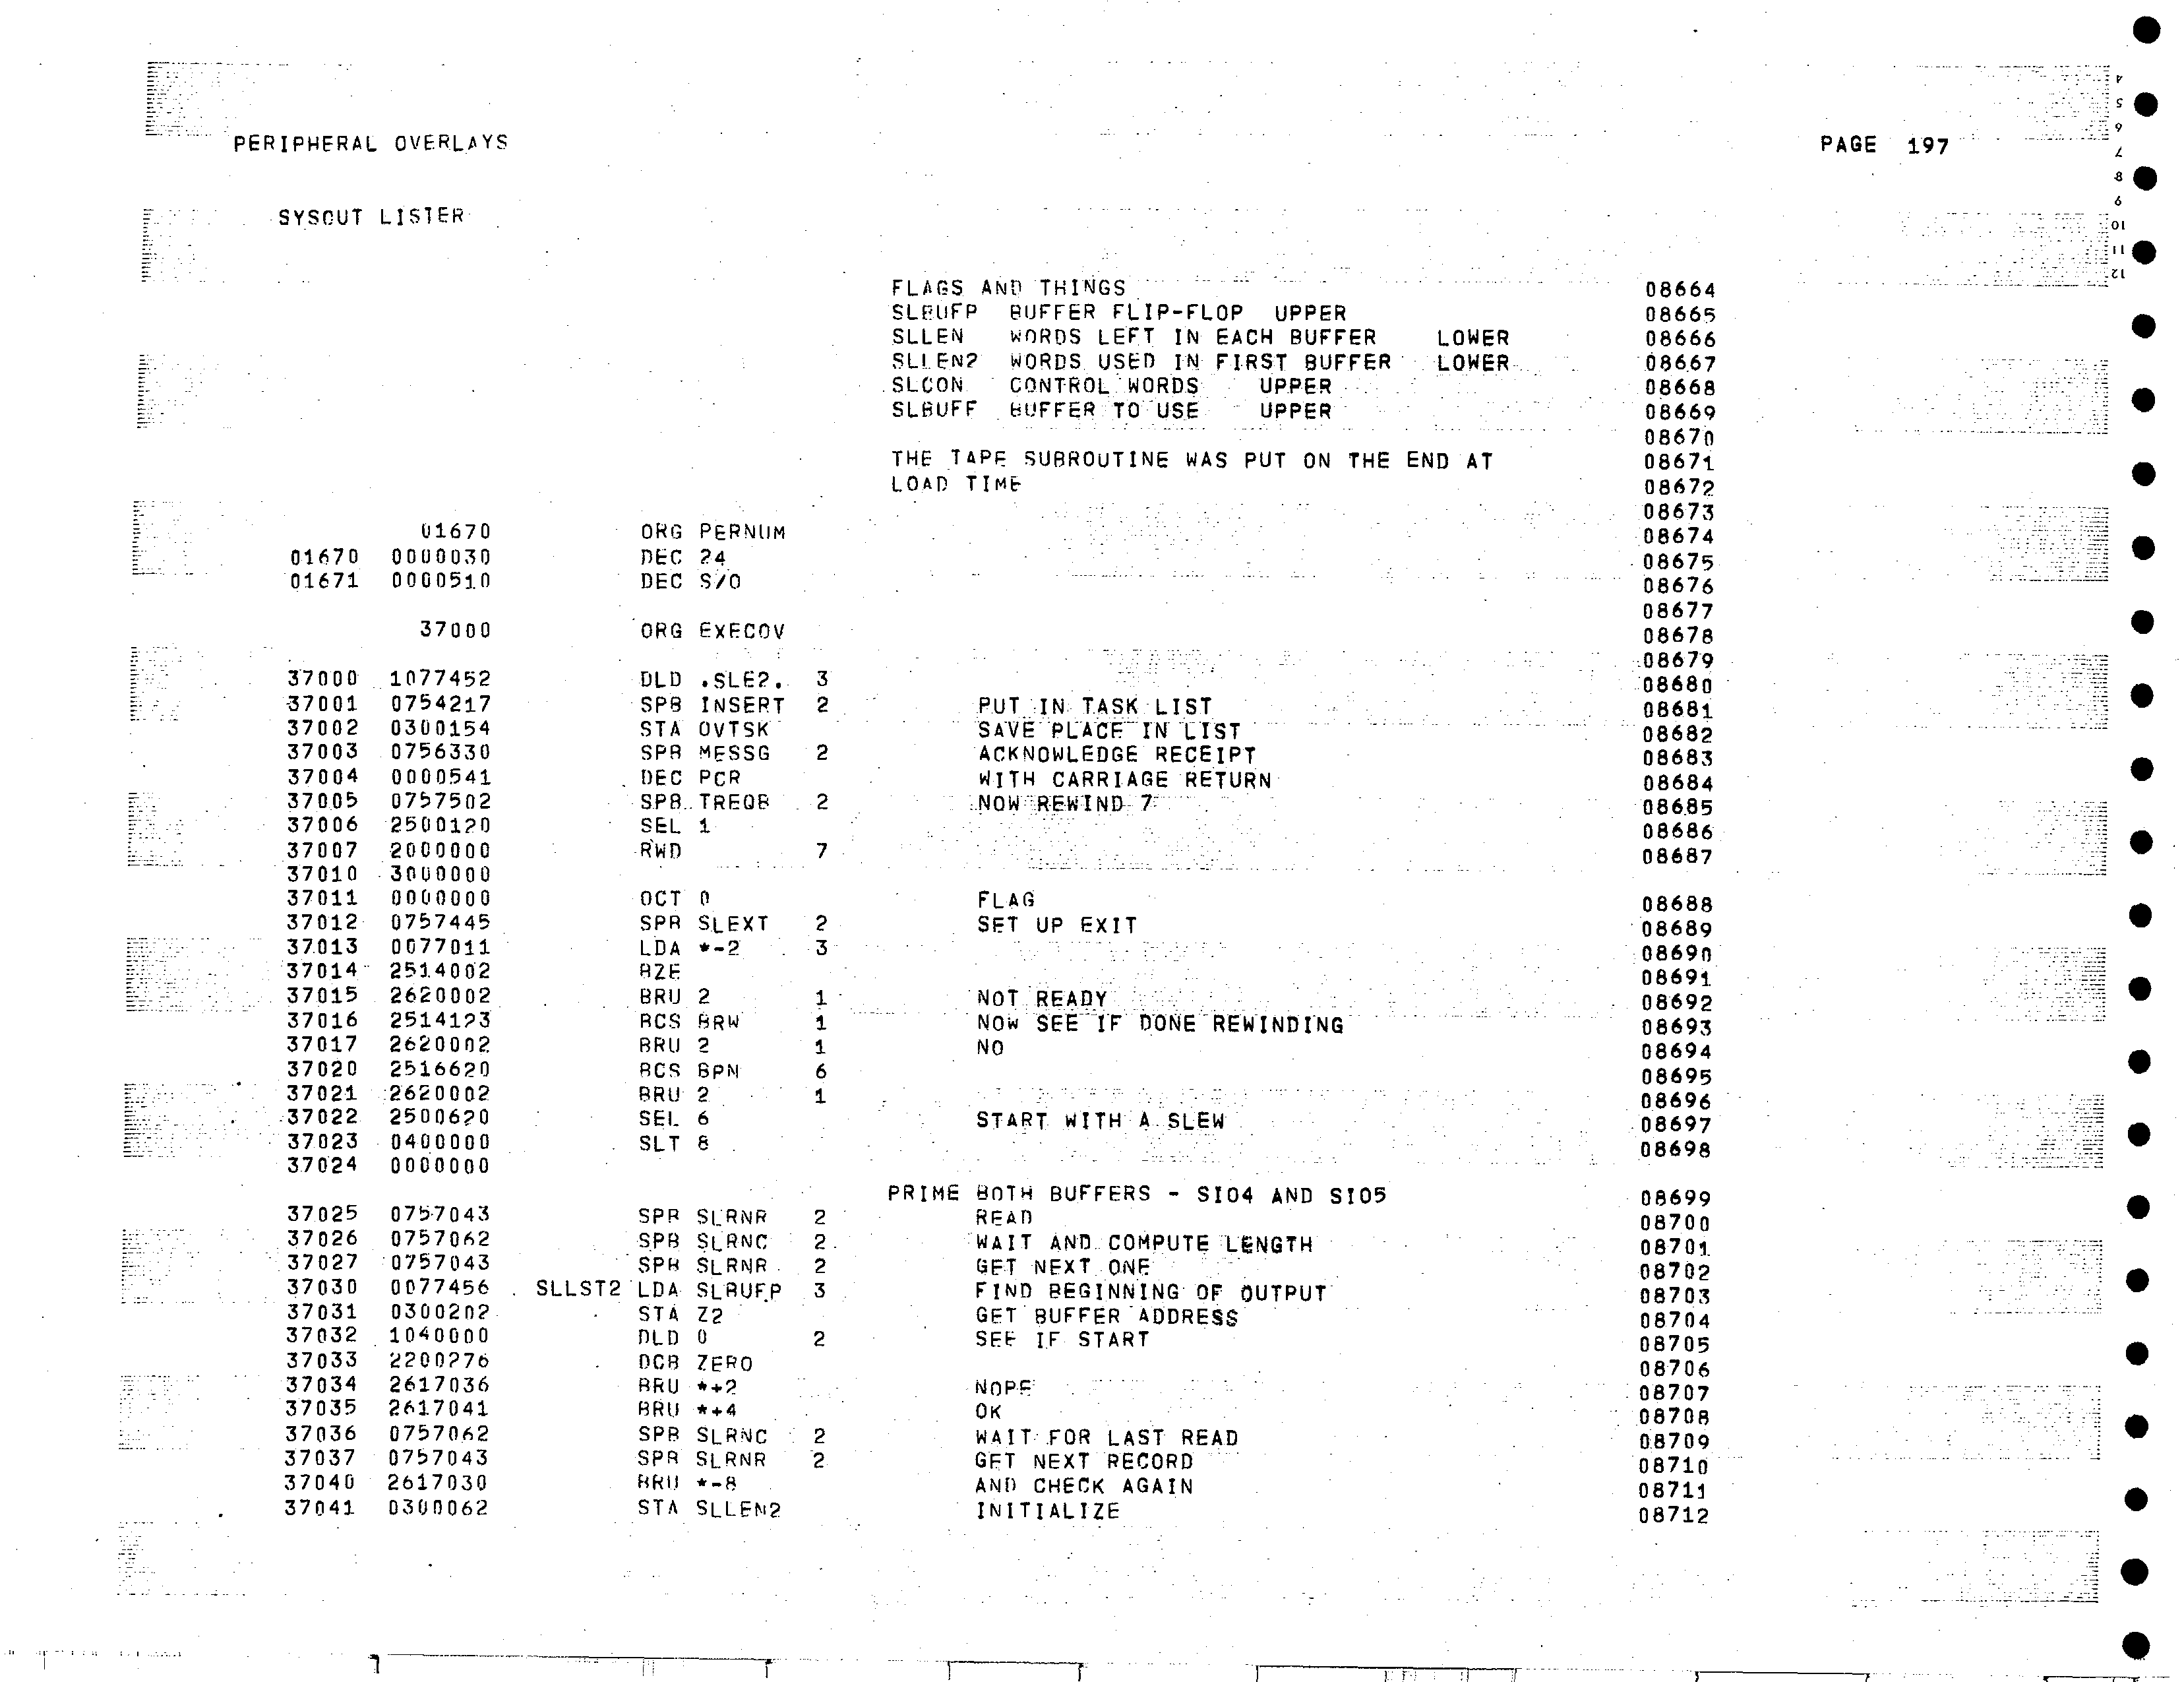 PERIPHERAL OVERLAYS PAGE 197
SYSOUT LISTER
FLAGS AND THINGS 08664
SLBUFP BUFFER FLIP-FLOP UPPER 08665
SLLEN WORDS LEFT IN EACH BUFFER LOWER 08666
SLLEN2 WORDS USED IN FIRST BUFFER LOWER 08667
SLCON CONTROL WORDS UPPER 08668
SLBUFF BUFFER TO USE UPPER 08669
08670
THE TAPE SUBROUTINE WAS PUT ON THE END AT 08671
LOAD TIME 08672
08673
01670 ORG PERNUM 08674
01670 0000030 DEC 24 08675
01671 0000510 DEC S/O 08676
08677
37000 ORG EXECOV 08678
08679
37000 1077452 DLD .SLE2. 3 08680
37001 0754217 SPB INSERT 2 PUT IN TASK LIST 08681
37002 0300154 STA OVTSK SAVE PLACE IN LIST 08682
37003 0756330 SPB MESSG 2 ACKNOWLEDGE RECEIPT 08683
37004 0000541 DEC PCR WITH CARRIAGE RETURN 08684
37005 0757502 SPB TREQB 2 NOW REWIND 7 08685
37006 2500120 SEL 1 08686
37007 2000000 RWD 7 08687
37010 3000000
37011 0000000 OCT 0 FLAG 08688
37012 0757445 SPB SLEXT 2 SET UP EXIT 08689
37013 0077011 LDA *-2 3 08690
37014 2514002 BZE 08691
37015 2620002 BRU 2 1 NOT READY 08692
37016 2514123 BCS BRW 1 NOW SEE IF DONE REWINDING 08693
37017 2620002 BRU 2 1 NO 08694
37020 2516620 BCS BPN 6 08695
37021 2620002 BRU 2 1 08696
37022 2500620 SEL 6 START WITH A SLEW 08697
37023 0400000 SLT 8 08698
37024 0000000
PRIME BOTH BUFFERS - SIO4 AND SIO5 08699
37025 0757043 SPB SLRNR 2 READ 08700
37026 0757062 SPB SLRNC 2 WAIT AND COMPUTE LENGTH 08701
37027 0757043 SPB SLRNR 2 GET NEXT ONE 08702
37030 0077456 SLLST2 LDA SLBUFP 3 FIND BEGINNING OF OUTPUT 08703
37031 0300202 STA Z2 GET BUFFER ADDRESS 08704
37032 1040000 DLD 0 2 SEE IF START 08705
37033 2200276 DCB ZERO 08706
37034 2617036 BRU *+2 NOPE 08707
37035 2617041 BRU *+4 OK 08708
37036 0757062 SPB SLRNC 2 WAIT FOR LAST READ 08709
37037 0757043 SPB SLRNR 2 GET NEXT RECORD 08710
37040 2617030 BRU *-8 AND CHECK AGAIN 08711
37041 0300062 STA SLLEN2 INITIALIZE 08712
4
5
6
7
8
9
10
11
12